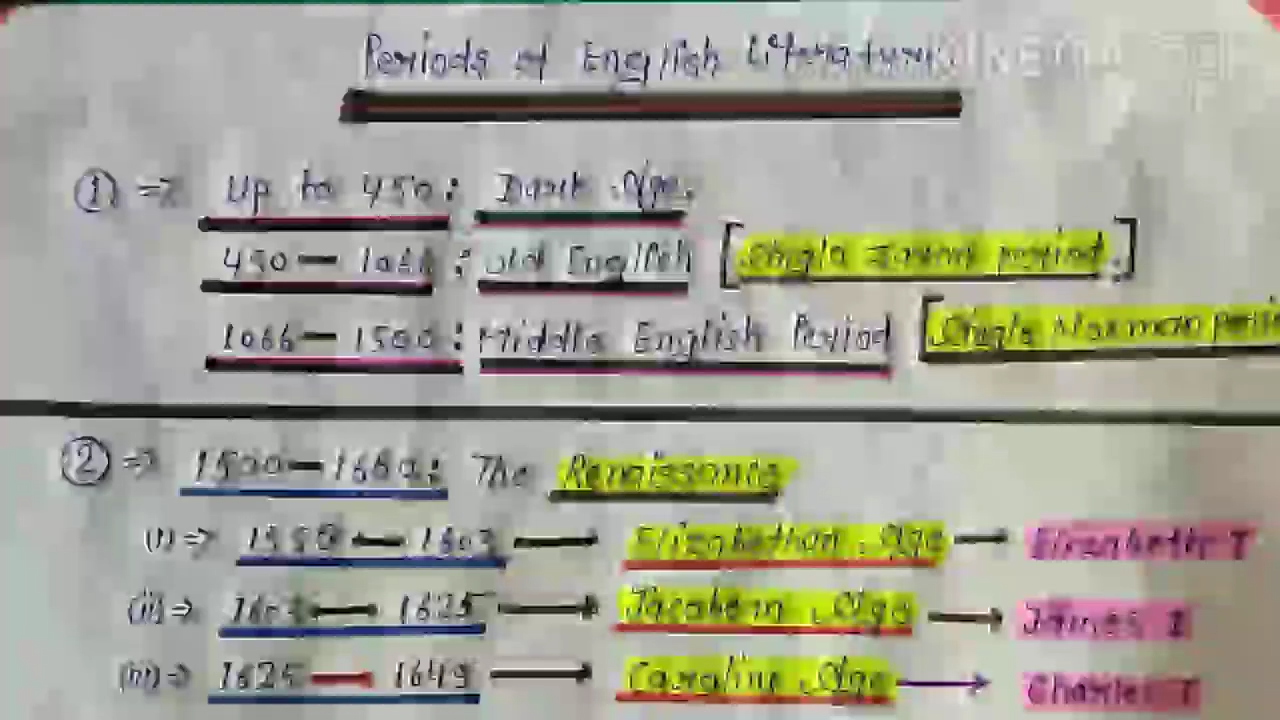 Periods of English Literature
① => Up to 450: Dark Age.
450 — 1066: Old English [Anglo Saxon period.]
1066 — 1500: Middle English Period [Anglo Norman
② => 1500 — 1660: The Renaissance
(i) => 1558 — 1603 → Elizabethan Age → Elizabeth I
(ii) => 1603 — 1625 → Jacobean Age → James I
(iii) => 1625 — 1649 → Caroline Age → Charles I